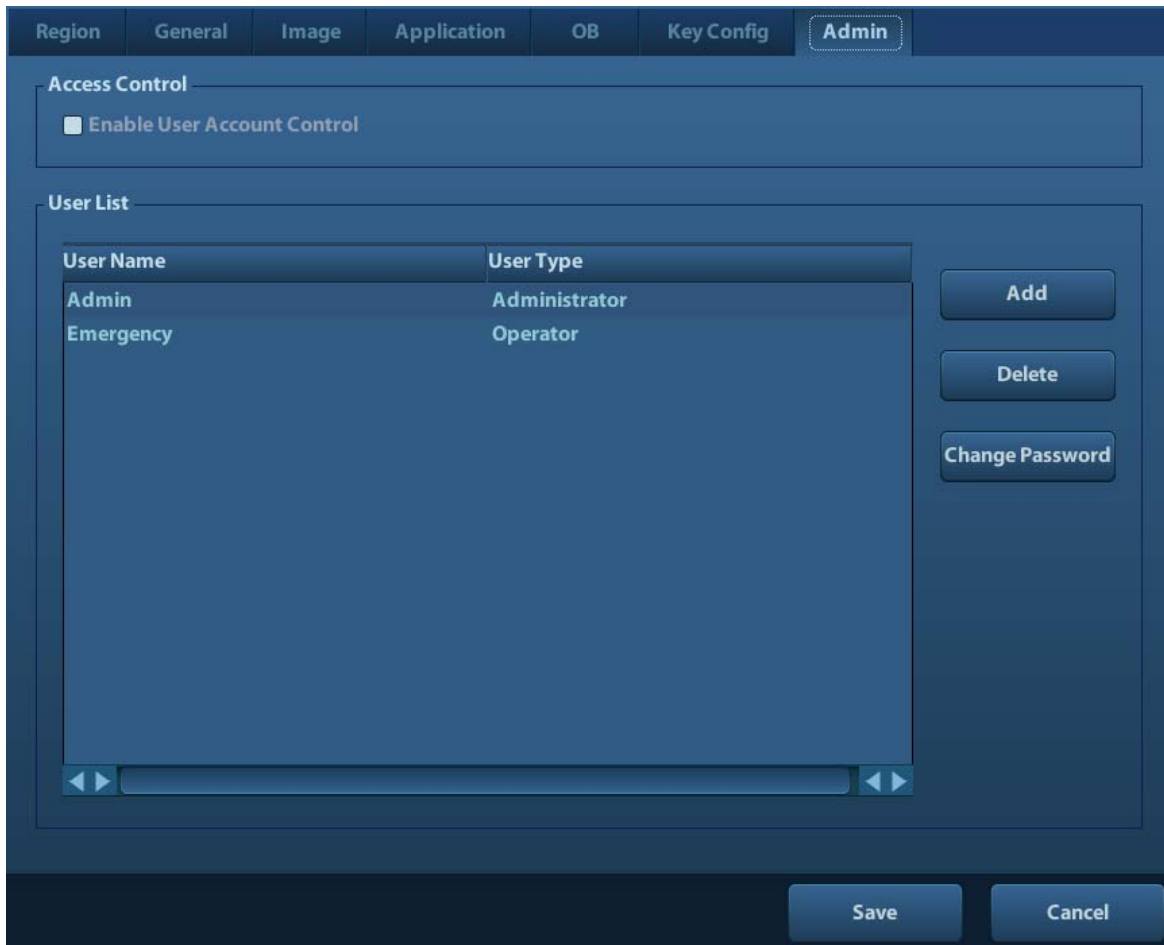 Region General Image Application OB Key Config Admin
Access Control
Enable User Account Control
User List
User Name User Type
Admin Administrator
Emergency Operator
Add
Delete
Change Password
Save Cancel